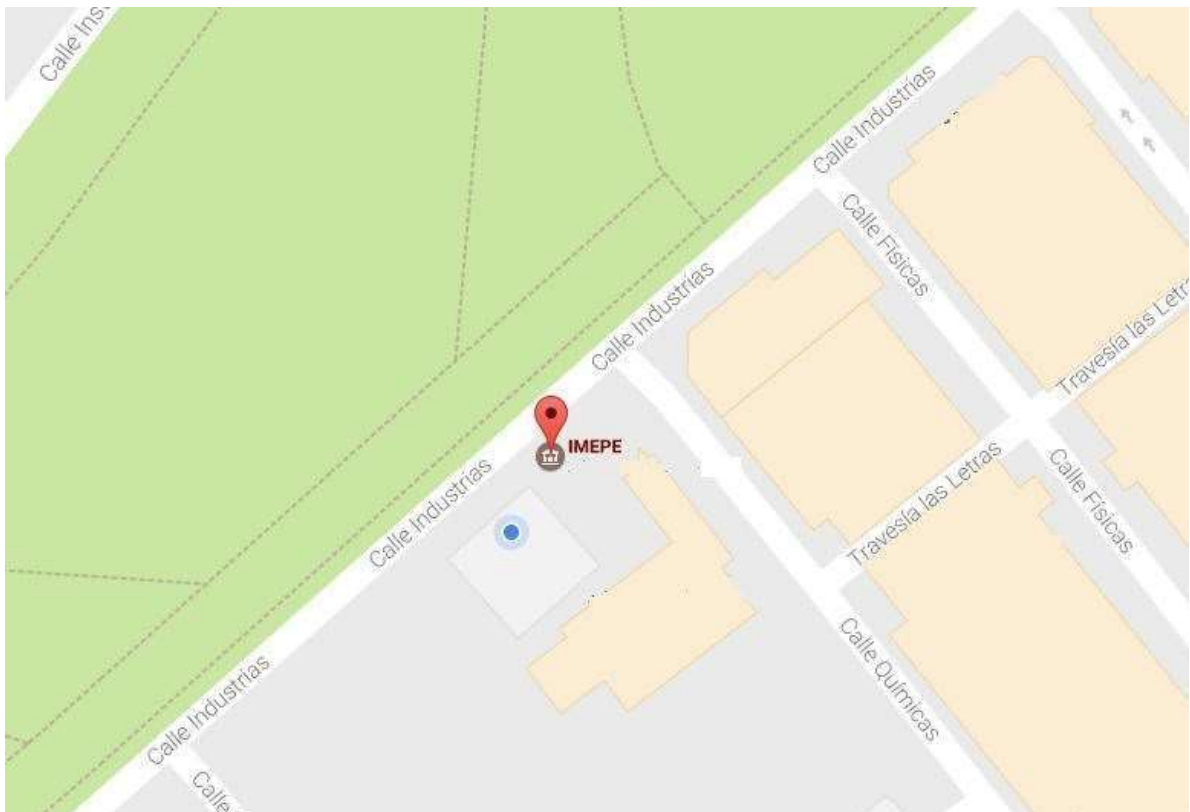 Calle Ins
Calle Industrías
Calle Físicas
Calle Industrías
Travesía las Letra
IMEPE
Calle Industrías
Travesía las Letras
Calle Físicas
Calle Químicas
Calle Industrías
Calle